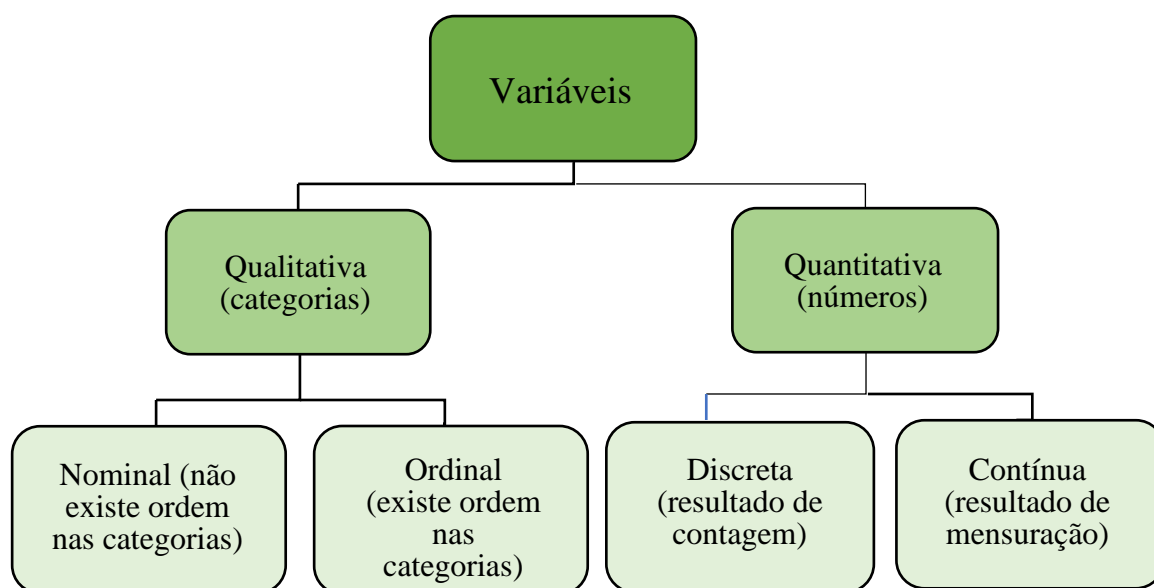 Variáveis
Qualitativa
(categorias)
Quantitativa
(números)
Nominal (não
existe ordem
nas categorias)
Ordinal
(existe ordem
nas
categorias)
Discreta
(resultado de
contagem)
Contínua
(resultado de
mensuração)